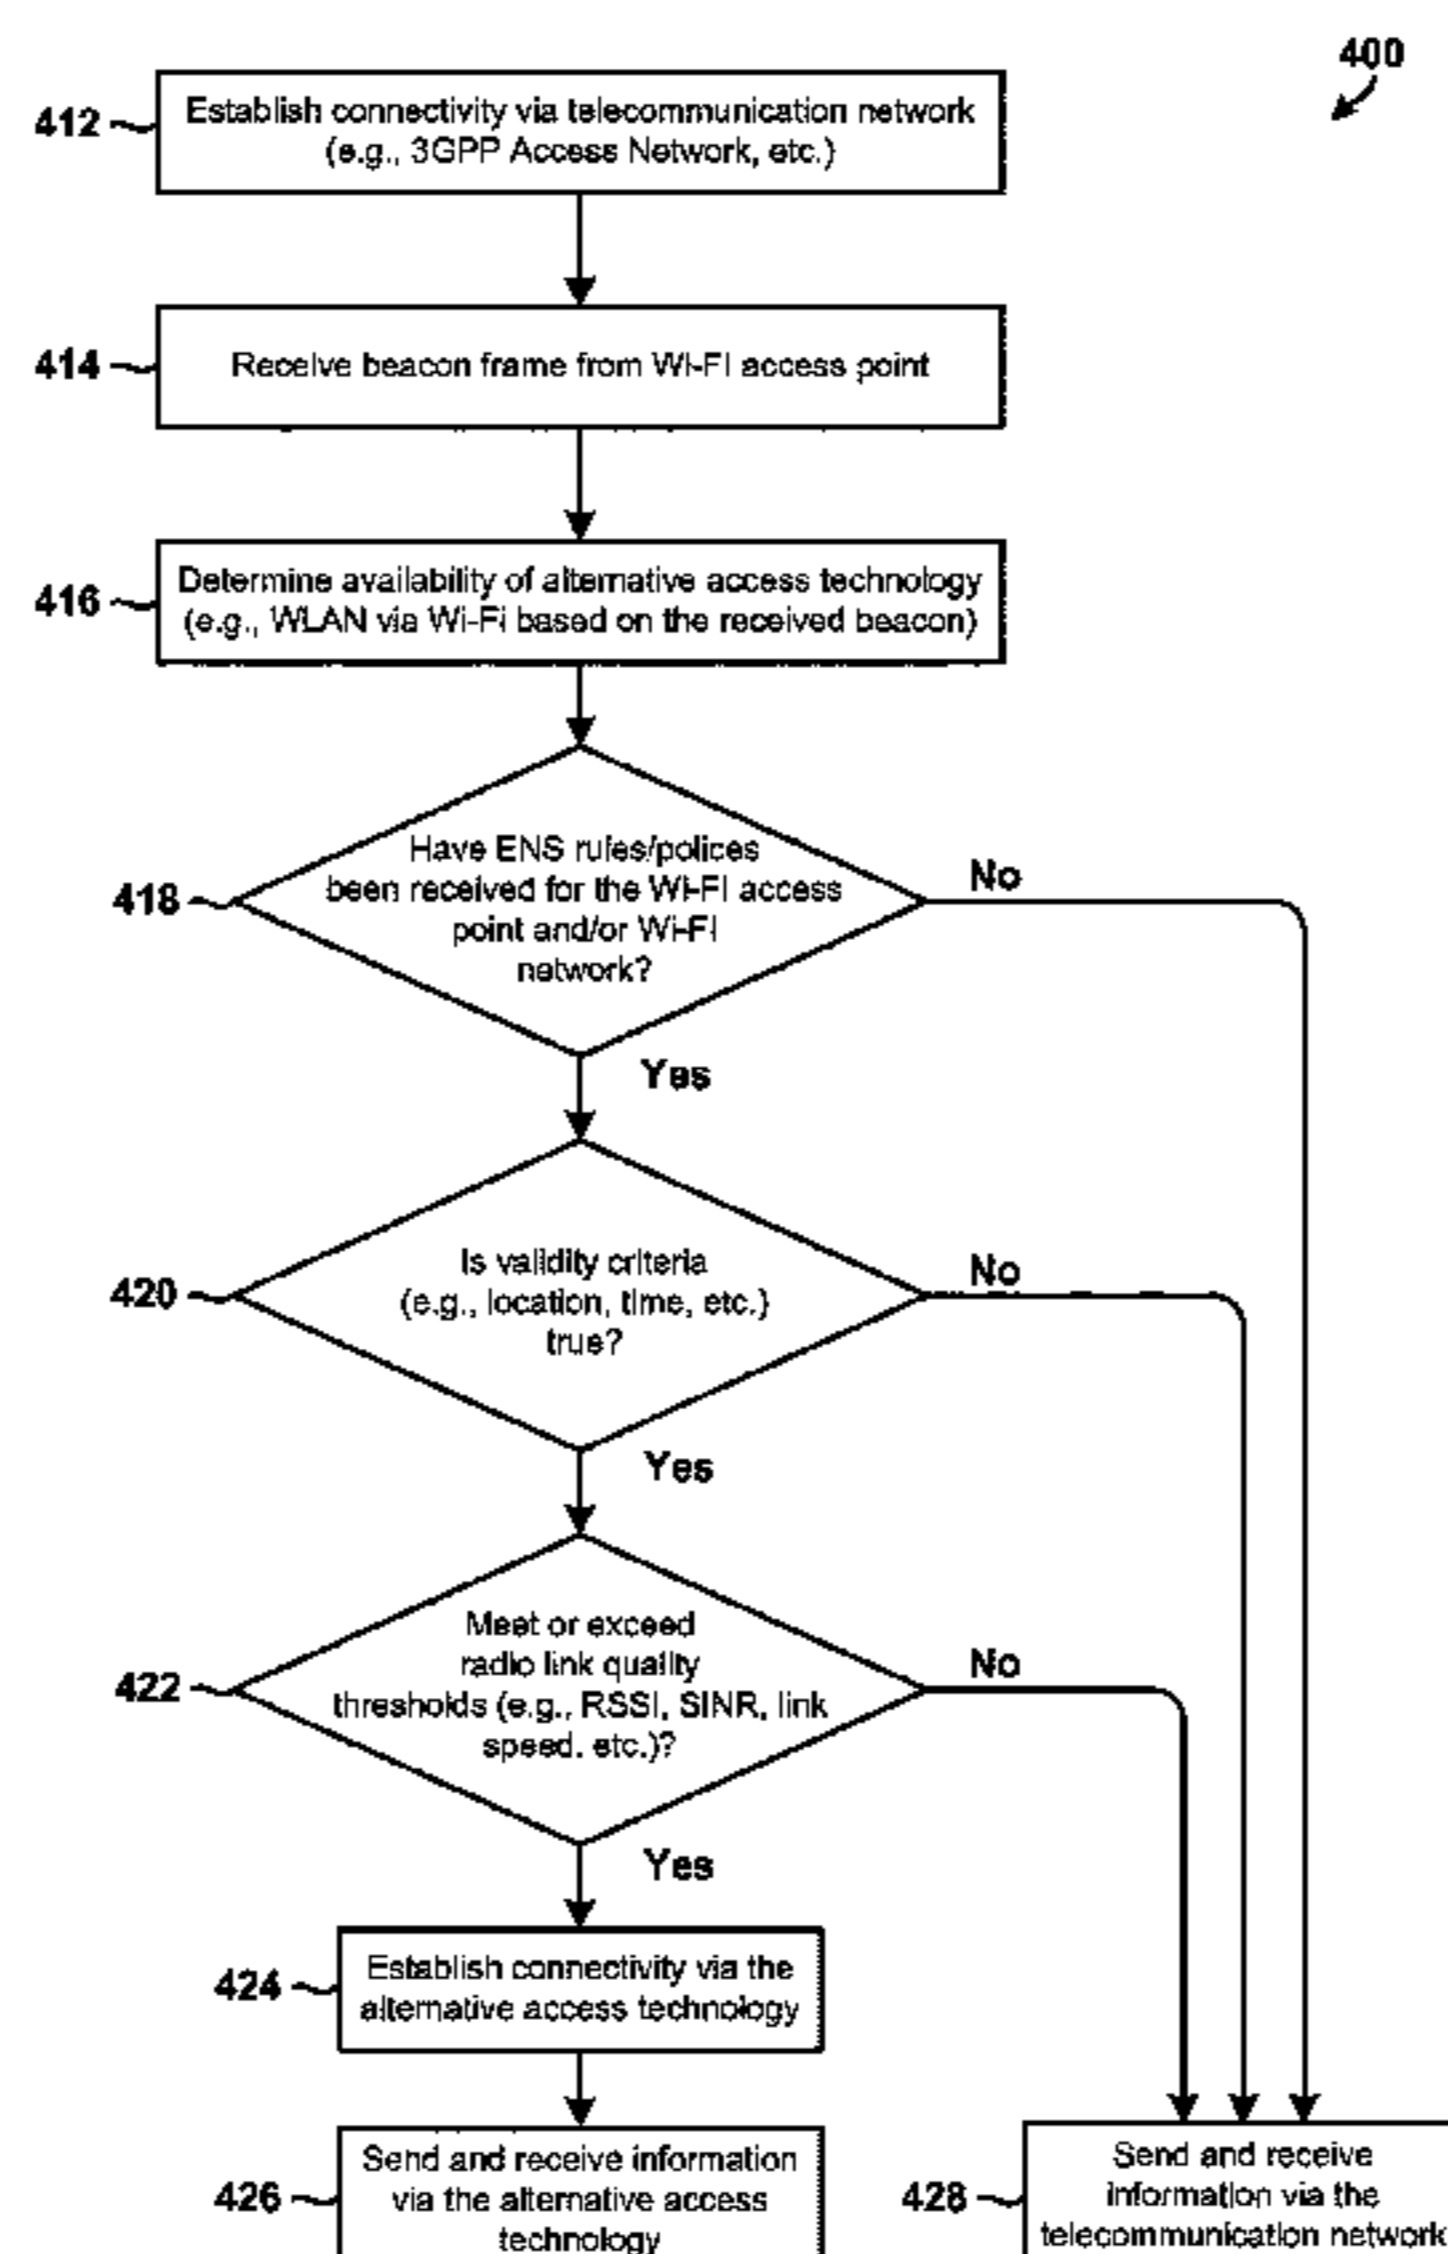 400
412
Establish connectivity via telecommunication network
(e.g., 3GPP Access Network, etc.)
414
Receive beacon frame from Wi-Fi access point
416
Determine availability of alternative access technology
(e.g., WLAN via Wi-Fi based on the received beacon)
418
Have ENS rules/polices
been received for the Wi-Fi access
point and/or Wi-Fi
network?
No
Yes
420
Is validity criteria
(e.g., location, time, etc.)
true?
No
Yes
422
Meet or exceed
radio link quality
thresholds (e.g., RSSI, SINR, link
speed, etc.)?
No
Yes
424
Establish connectivity via the
alternative access technology
426
Send and receive information
via the alternative access
technology
428
Send and receive
information via the
telecommunication network